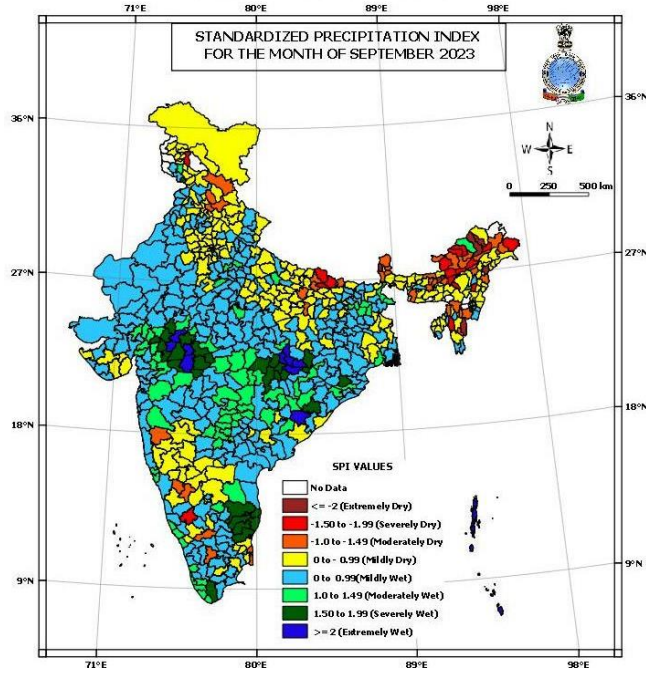 71°E 80°E 89°E 98°E
STANDARDIZED PRECIPITATION INDEX
FOR THE MONTH OF SEPTEMBER 2023
36°N 36°N
N
W E
S
0 250 500 km
27°N 27°N
18°N 18°N
SPI VALUES
No Data
<= -2 (Extremely Dry)
-1.50 to -1.99 (Severely Dry)
-1.0 to -1.49 (Moderately Dry
0 to - 0.99 (Mildly Dry)
0 to 0.99(Mildly Wet)
1.0 to 1.49 (Moderately Wet)
1.50 to 1.99 (Severely Wet)
>= 2 (Extremely Wet)
9°N 9°N
71°E 80°E 89°E 98°E